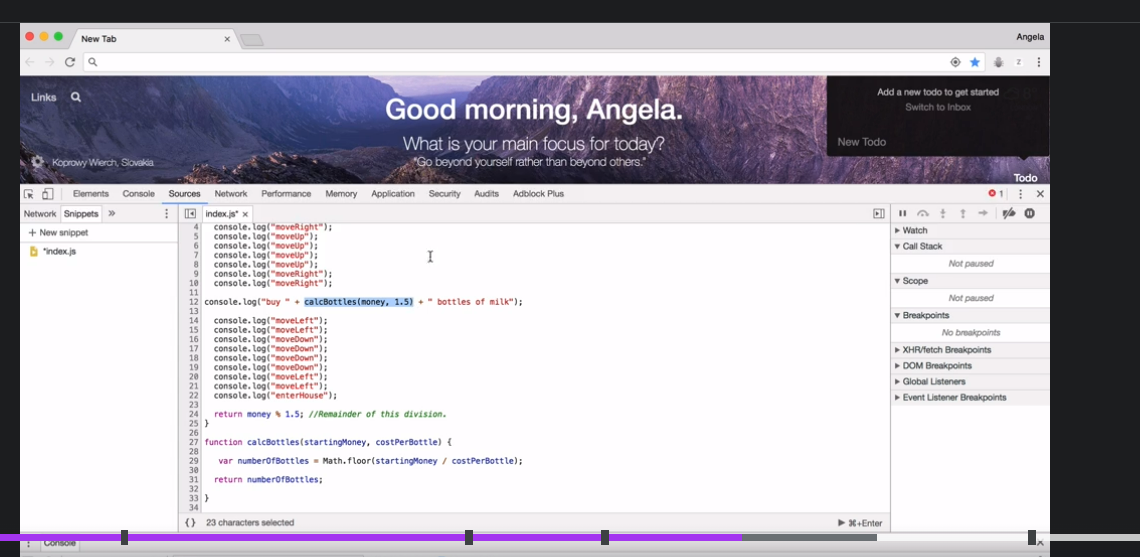 New Tab
Angela
Links
Good morning, Angela.
What is your main focus for today?
"Go beyond yourself rather than beyond others."
Koprowy Wierch, Slovakia
Add a new todo to get started
Switch to Inbox
New Todo
Todo
Elements Console Sources Network Performance Memory Application Security Audits Adblock Plus 1
Network Snippets »
index.js*
+ New snippet
*index.js
4 console.log("moveRight");
5 console.log("moveUp");
6 console.log("moveUp");
7 console.log("moveUp");
8 console.log("moveUp");
9 console.log("moveRight");
10 console.log("moveRight");
11
12 console.log("buy " + calcBottles(money, 1.5) + " bottles of milk");
13
14 console.log("moveLeft");
15 console.log("moveLeft");
16 console.log("moveDown");
17 console.log("moveDown");
18 console.log("moveDown");
19 console.log("moveDown");
20 console.log("moveLeft");
21 console.log("moveLeft");
22 console.log("enterHouse");
23
24 return money % 1.5; //Remainder of this division.
25 }
26
27 function calcBottles(startingMoney, costPerBottle) {
28
29 var numberOfBottles = Math.floor(startingMoney / costPerBottle);
30
31 return numberOfBottles;
32
33 }
34
{ } 23 characters selected
⌘+Enter
Watch
Call Stack
Not paused
Scope
Not paused
Breakpoints
No breakpoints
XHR/fetch Breakpoints
DOM Breakpoints
Global Listeners
Event Listener Breakpoints
Console